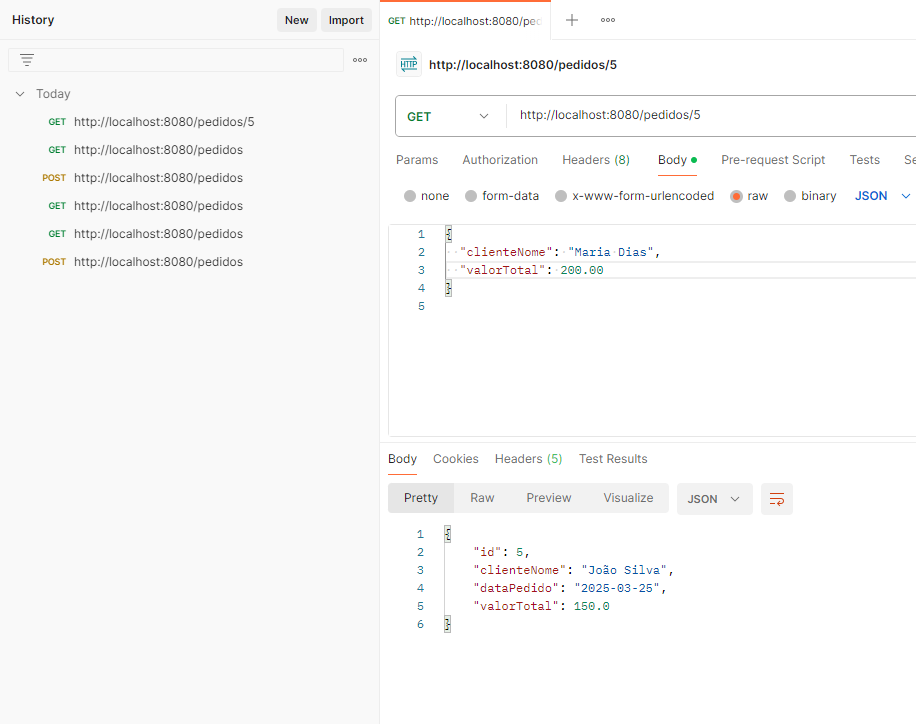 History New Import
Today
GET http://localhost:8080/pedidos/5
GET http://localhost:8080/pedidos
POST http://localhost:8080/pedidos
GET http://localhost:8080/pedidos
GET http://localhost:8080/pedidos
POST http://localhost:8080/pedidos
GET http://localhost:8080/ped
HTTP http://localhost:8080/pedidos/5
GET http://localhost:8080/pedidos/5
Params Authorization Headers (8) Body Pre-request Script Tests Se
none form-data x-www-form-urlencoded raw binary JSON
1 {
2 "clienteNome": "Maria Dias",
3 "valorTotal": 200.00
4 }
5
Body Cookies Headers (5) Test Results
Pretty Raw Preview Visualize JSON
1 {
2 "id": 5,
3 "clienteNome": "João Silva",
4 "dataPedido": "2025-03-25",
5 "valorTotal": 150.0
6 }